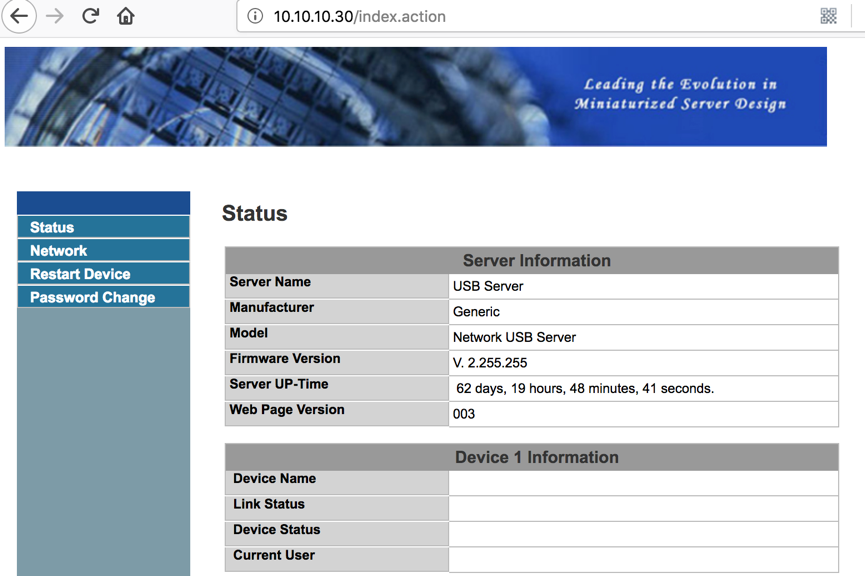 10.10.10.30/index.action
Leading the Evolution in
Miniaturized Server Design
Status
Network
Restart Device
Password Change
Status
Server Information
Server Name USB Server
Manufacturer Generic
Model Network USB Server
Firmware Version V. 2.255.255
Server UP-Time 62 days, 19 hours, 48 minutes, 41 seconds.
Web Page Version 003
Device 1 Information
Device Name
Link Status
Device Status
Current User